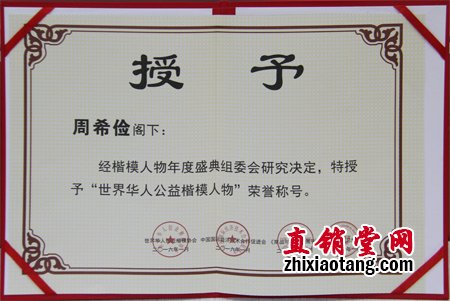 授 予
周希俭阁下：
经楷模人物年度盛典组委会研究决定，特授
予“世界华人公益楷模人物”荣誉称号。
直销堂网
zhixiaotang.com